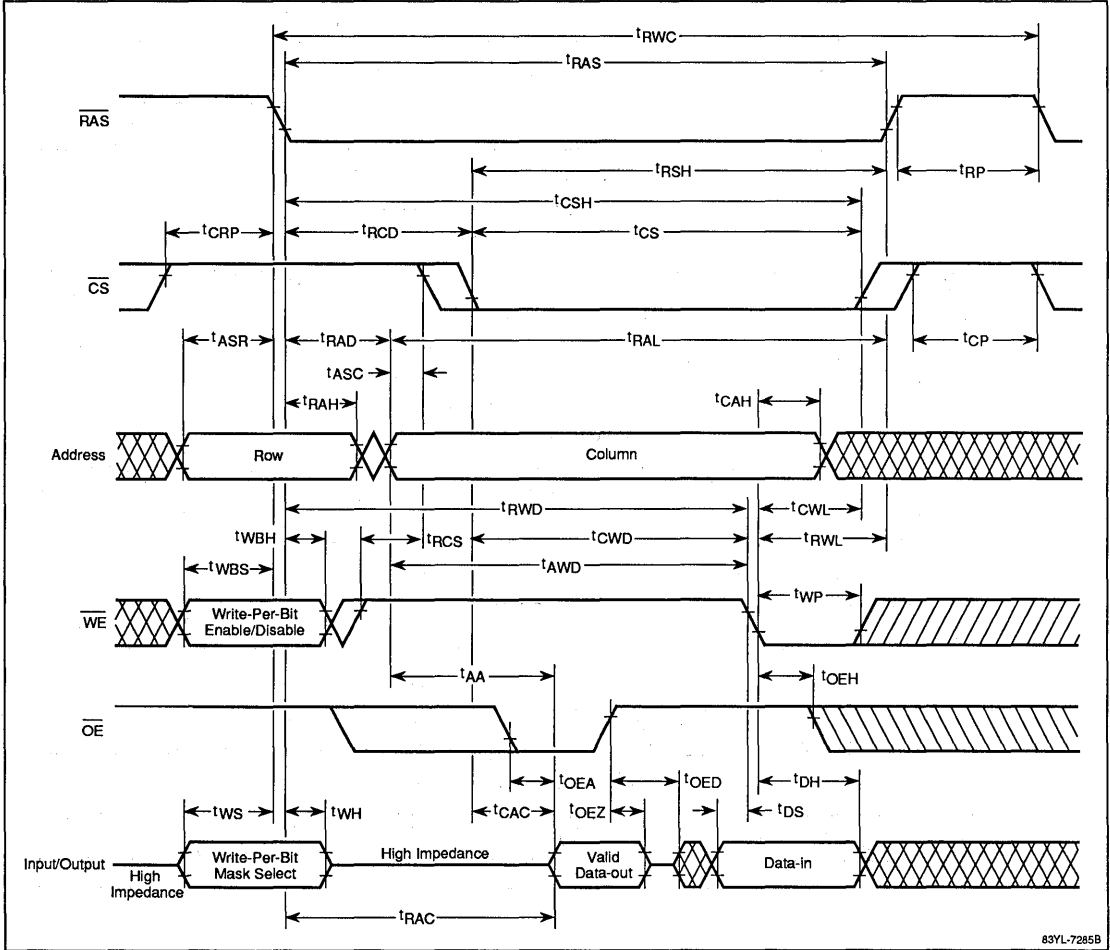 tRWC
tRAS
RAS
tRSH
tRP
tCSH
tCRP
tRCD
tCS
CS
tASR
tRAD
tRAL
tCP
tASC
tCAH
tRAH
Address
Row
Column
tRWD
tCWL
tWBH
tRCS
tCWD
tRWL
tWBS
tAWD
WE
Write-Per-Bit
Enable/Disable
tWP
tAA
tOEH
OE
tOEA
tOED
tDH
tWS
tWH
tCAC
tOEZ
tDS
Input/Output
High
Impedance
Write-Per-Bit
Mask Select
High Impedance
Valid
Data-out
Data-in
tRAC
83YL-7285B